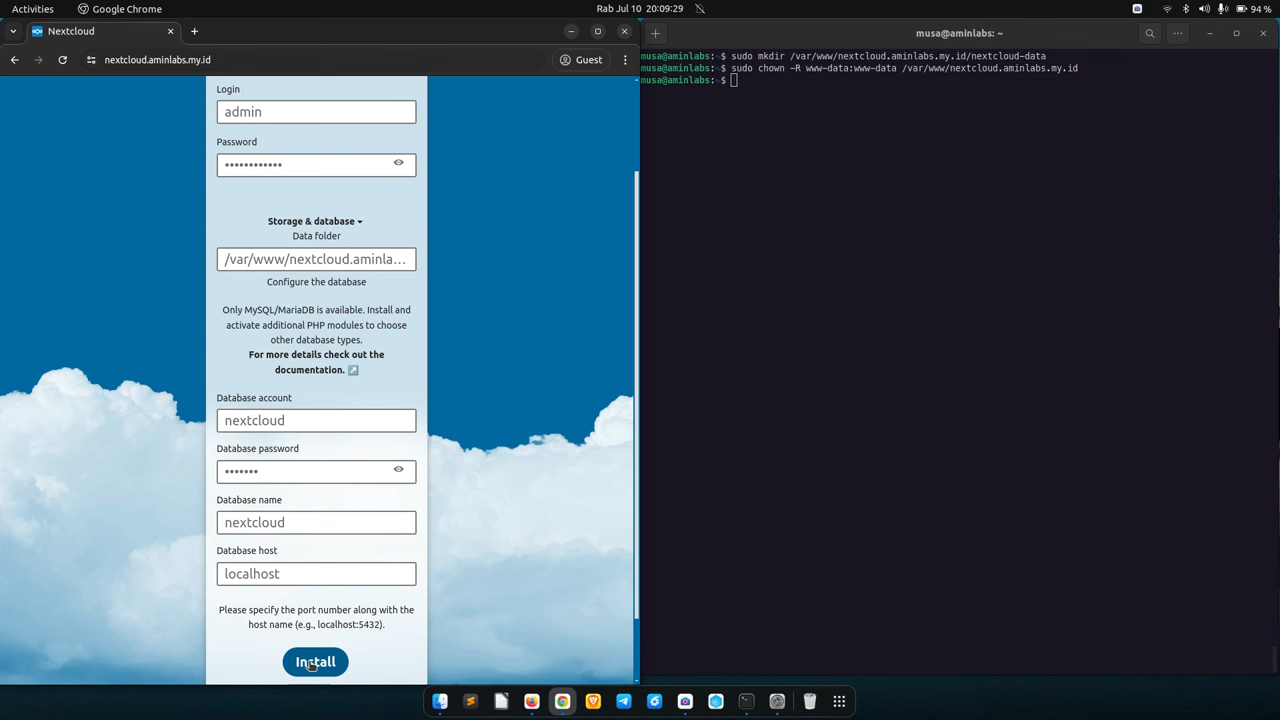 Activities
Google Chrome
Rab Jul 10 20:09:29
94 %
Nextcloud
nextcloud.aminlabs.my.id
Guest
Login
admin
Password
••••••••••••
Storage & database
Data folder
/var/www/nextcloud.aminla...
Configure the database
Only MySQL/MariaDB is available. Install and
activate additional PHP modules to choose
other database types.
For more details check out the
documentation.
Database account
nextcloud
Database password
•••••••
Database name
nextcloud
Database host
localhost
Please specify the port number along with the
host name (e.g., localhost:5432).
Install
musa@aminlabs: ~
musa@aminlabs:~$ sudo mkdir /var/www/nextcloud.aminlabs.my.id/nextcloud-data
musa@aminlabs:~$ sudo chown -R www-data:www-data /var/www/nextcloud.aminlabs.my.id
musa@aminlabs:~$